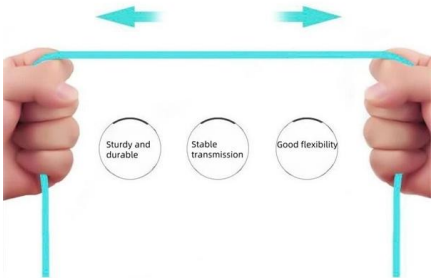 Sturdy and
durable
Stable
transmission
Good flexibility